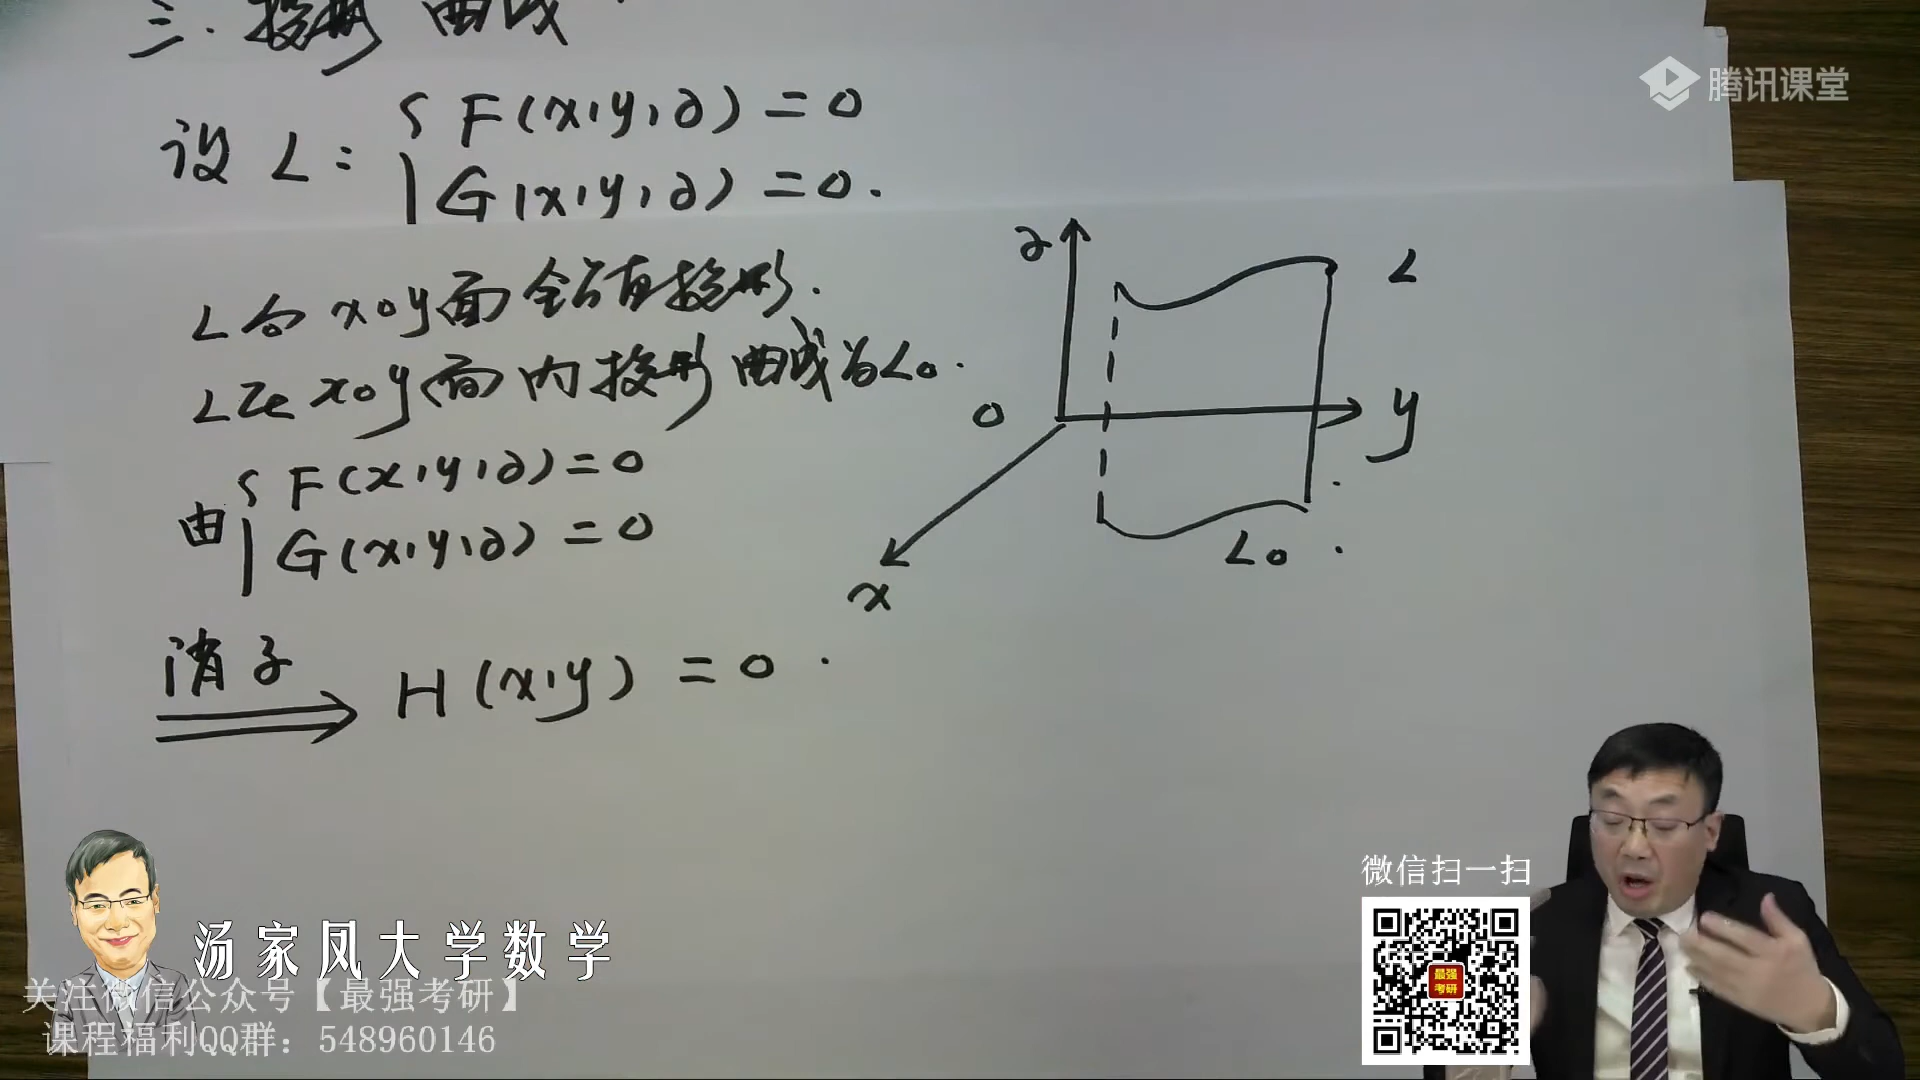 三. 投影曲线
腾讯课堂
设 L: { F(x,y,z)=0
G(x,y,z)=0.
L向xoy面铅直投影.
L在xoy面内投影曲线为L₀.
由{ F(x,y,z)=0
G(x,y,z)=0
消子
H(x,y)=0.
z
L
o
y
x
L₀
微信扫一扫
最强
考研
汤家凤大学数学
关注微信公众号【最强考研】
课程福利QQ群：548960146